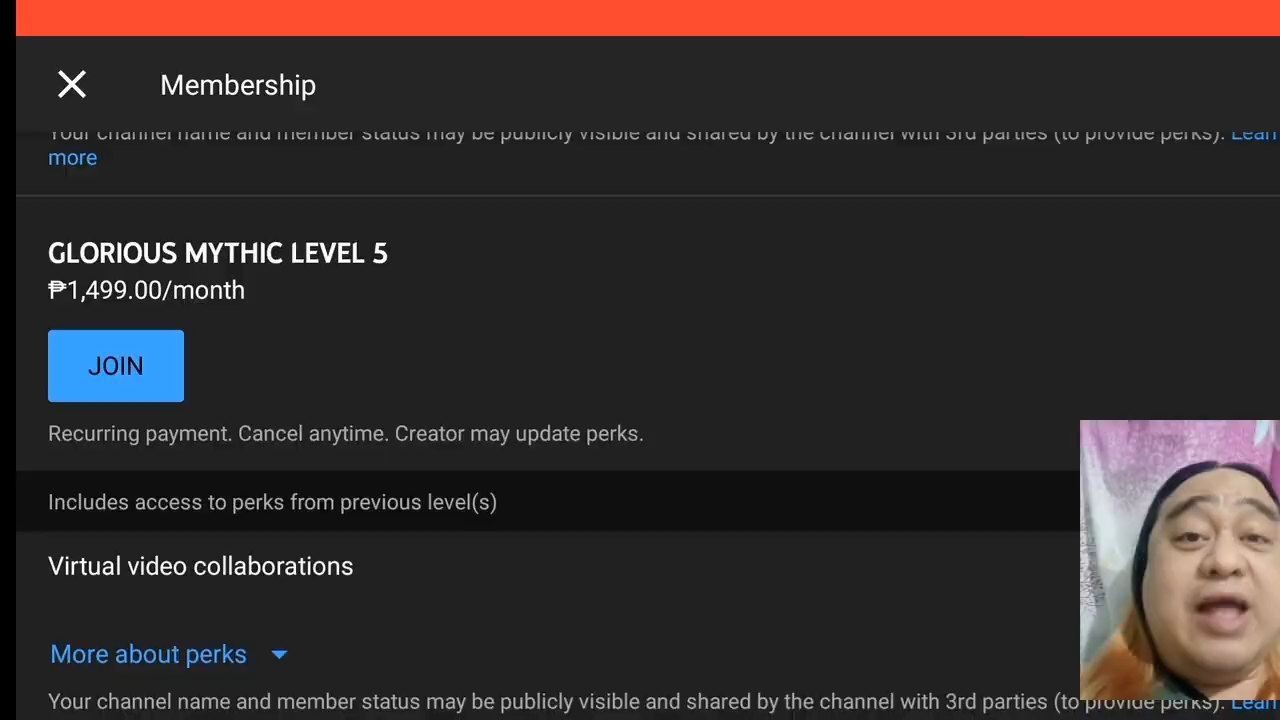 Membership
Your channel name and member status may be publicly visible and shared by the channel with 3rd parties (to provide perks). Learn
more
GLORIOUS MYTHIC LEVEL 5
₱1,499.00/month
JOIN
Recurring payment. Cancel anytime. Creator may update perks.
Includes access to perks from previous level(s)
Virtual video collaborations
More about perks
Your channel name and member status may be publicly visible and shared by the channel with 3rd parties (to provide perks). Learn